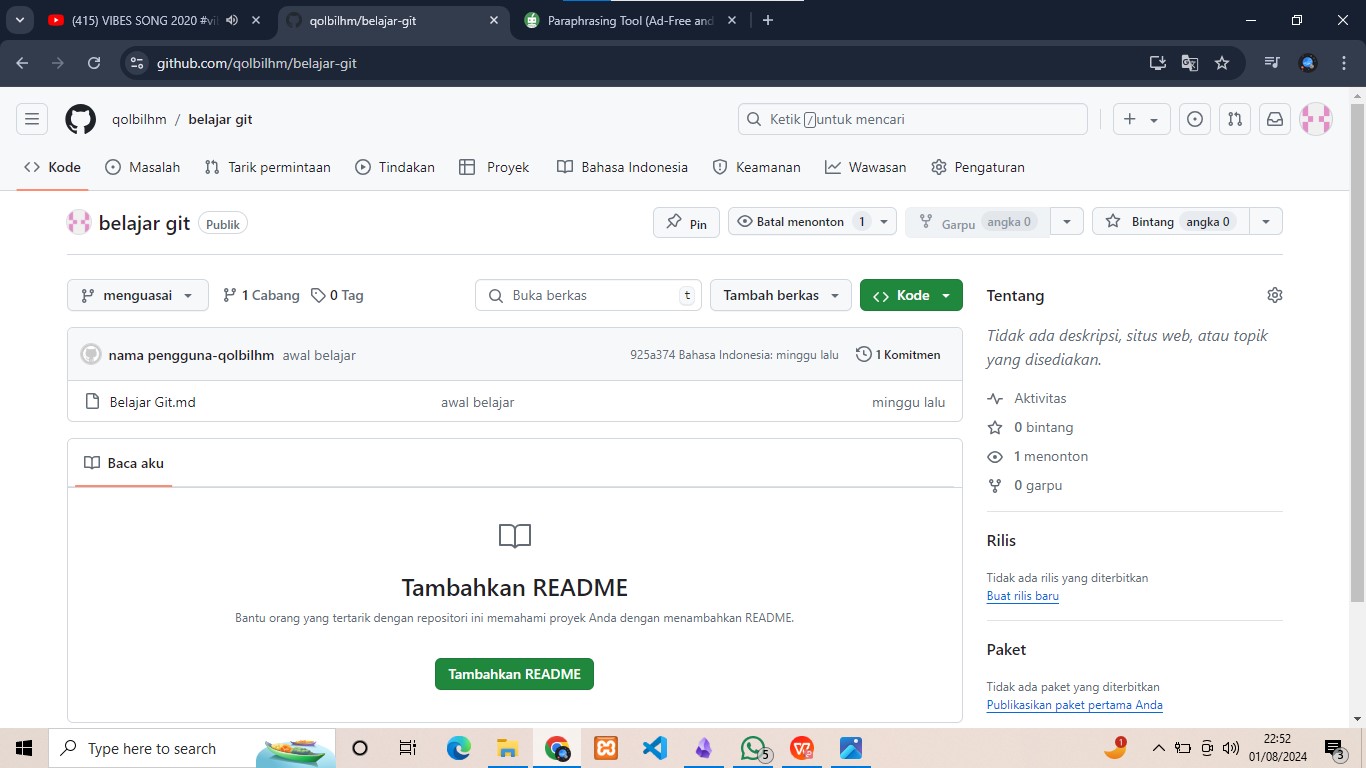 (415) VIBES SONG 2020 #vi
qolbilhm/belajar-git
Paraphrasing Tool (Ad-Free and
github.com/qolbilhm/belajar-git
qolbilhm / belajar git
Ketik / untuk mencari
Kode
Masalah
Tarik permintaan
Tindakan
Proyek
Bahasa Indonesia
Keamanan
Wawasan
Pengaturan
belajar git Publik
Pin
Batal menonton 1
Garpu angka 0
Bintang angka 0
menguasai
1 Cabang
0 Tag
Buka berkas t
Tambah berkas
Kode
nama pengguna-qolbilhm awal belajar
925a374 Bahasa Indonesia: minggu lalu
1 Komitmen
Belajar Git.md awal belajar minggu lalu
Baca aku
Tambahkan README
Bantu orang yang tertarik dengan repositori ini memahami proyek Anda dengan menambahkan README.
Tambahkan README
Tentang
Tidak ada deskripsi, situs web, atau topik
yang disediakan.
Aktivitas
0 bintang
1 menonton
0 garpu
Rilis
Tidak ada rilis yang diterbitkan
Buat rilis baru
Paket
Tidak ada paket yang diterbitkan
Publikasikan paket pertama Anda
Type here to search
5
1
22:52
01/08/2024
3